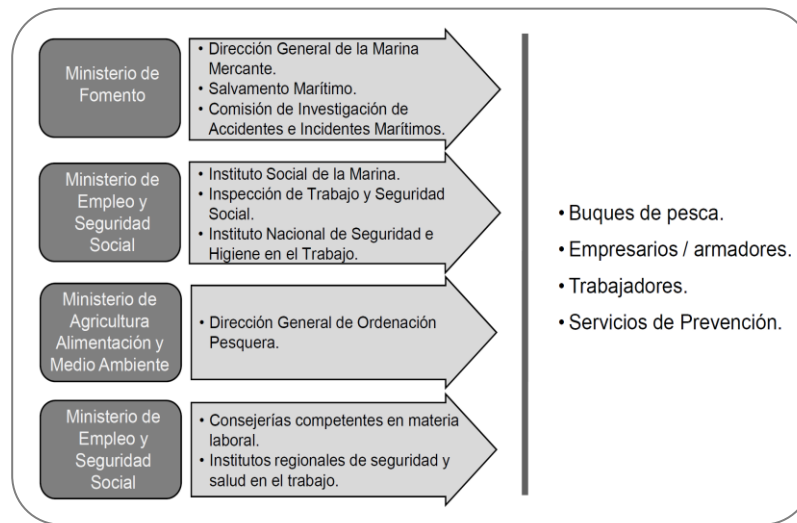 Ministerio de
Fomento
• Dirección General de la Marina
Mercante.
• Salvamento Marítimo.
• Comisión de Investigación de
Accidentes e Incidentes Marítimos.
Ministerio de
Empleo y
Seguridad
Social
• Instituto Social de la Marina.
• Inspección de Trabajo y Seguridad
Social.
• Instituto Nacional de Seguridad e
Higiene en el Trabajo.
Ministerio de
Agricultura
Alimentación y
Medio Ambiente
• Dirección General de Ordenación
Pesquera.
Ministerio de
Empleo y
Seguridad
Social
• Consejerías competentes en materia
laboral.
• Institutos regionales de seguridad y
salud en el trabajo.
• Buques de pesca.
• Empresarios / armadores.
• Trabajadores.
• Servicios de Prevención.